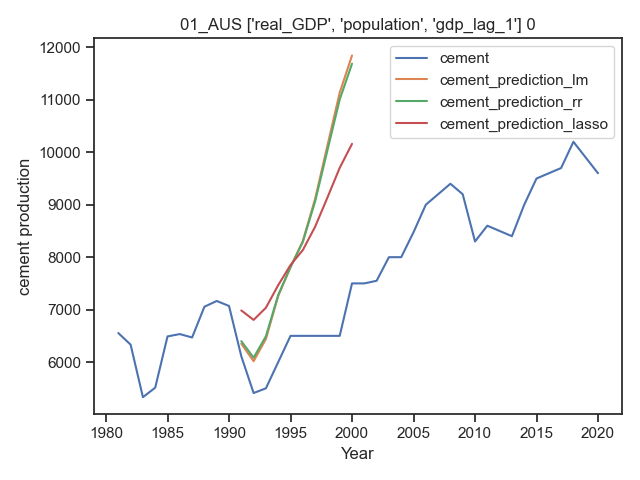 01_AUS ['real_GDP', 'population', 'gdp_lag_1'] 0
cement
cement_prediction_lm
cement_prediction_rr
cement_prediction_lasso
cement production
12000
11000
10000
9000
8000
7000
6000
1980 1985 1990 1995 2000 2005 2010 2015 2020
Year